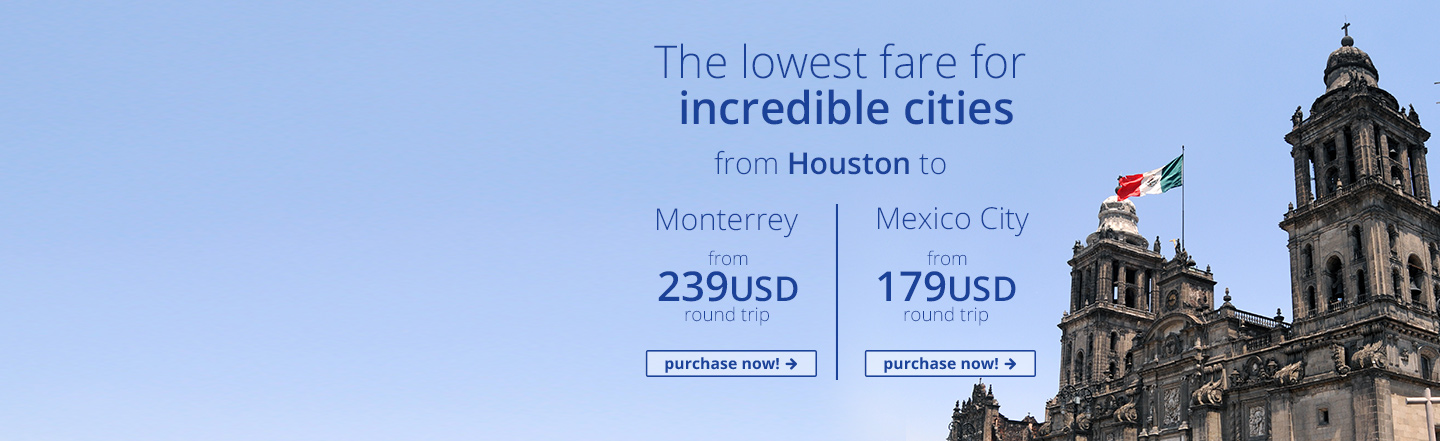 The lowest fare for
incredible cities
from Houston to
Monterrey
from
239USD
round trip
purchase now! →
Mexico City
from
179USD
round trip
purchase now! →